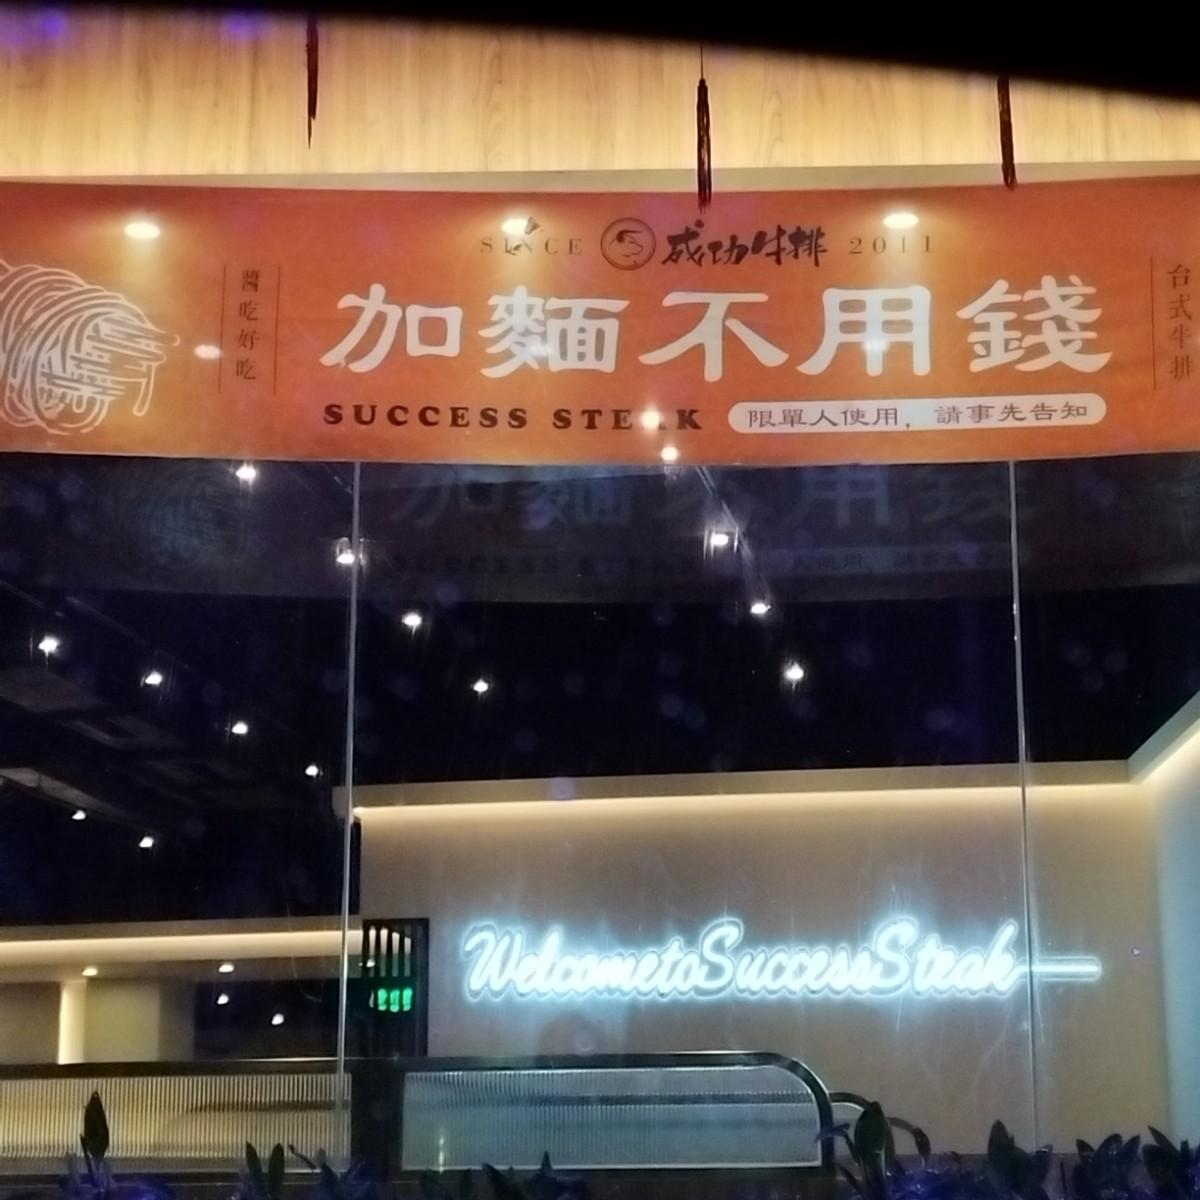 SINCE 成功牛排 2011
醬吃好吃
加麵不用錢
台式牛排
SUCCESS STEAK 限單人使用，請事先告知
WelcometoSuccessSteak